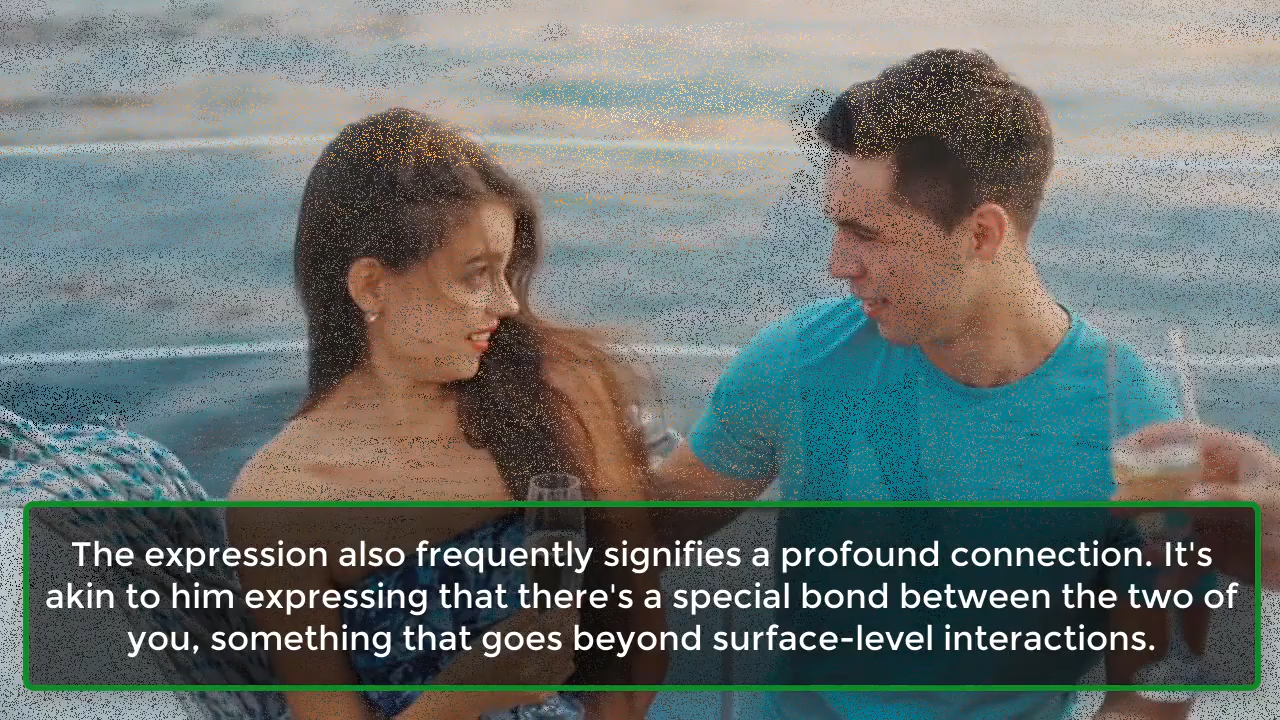 The expression also frequently signifies a profound connection. It's
akin to him expressing that there's a special bond between the two of
you, something that goes beyond surface-level interactions.